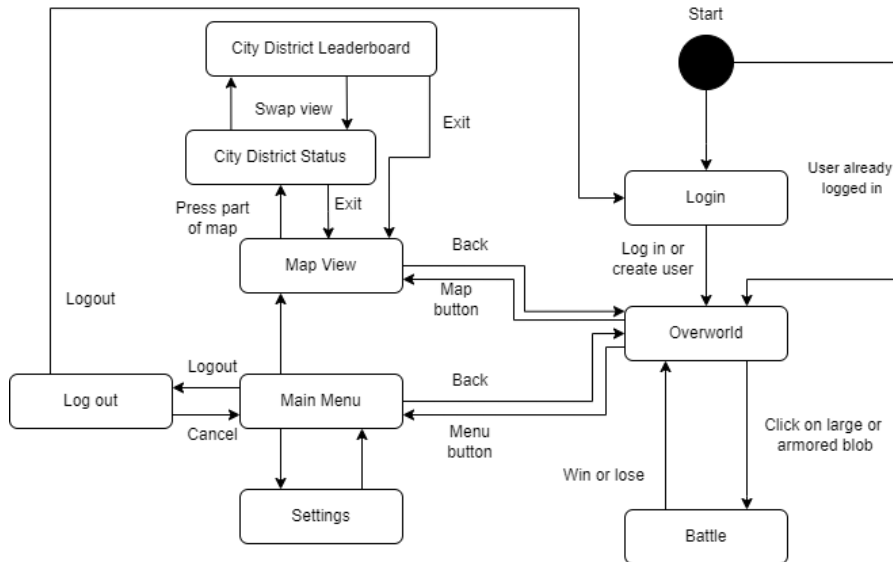 Start
City District Leaderboard
Swap view
Exit
City District Status
User already
logged in
Press part
of map
Exit
Login
Back
Log in or
create user
Map View
Map
button
Logout
Overworld
Logout
Back
Log out
Main Menu
Cancel
Menu
button
Click on large or
armored blob
Win or lose
Settings
Battle